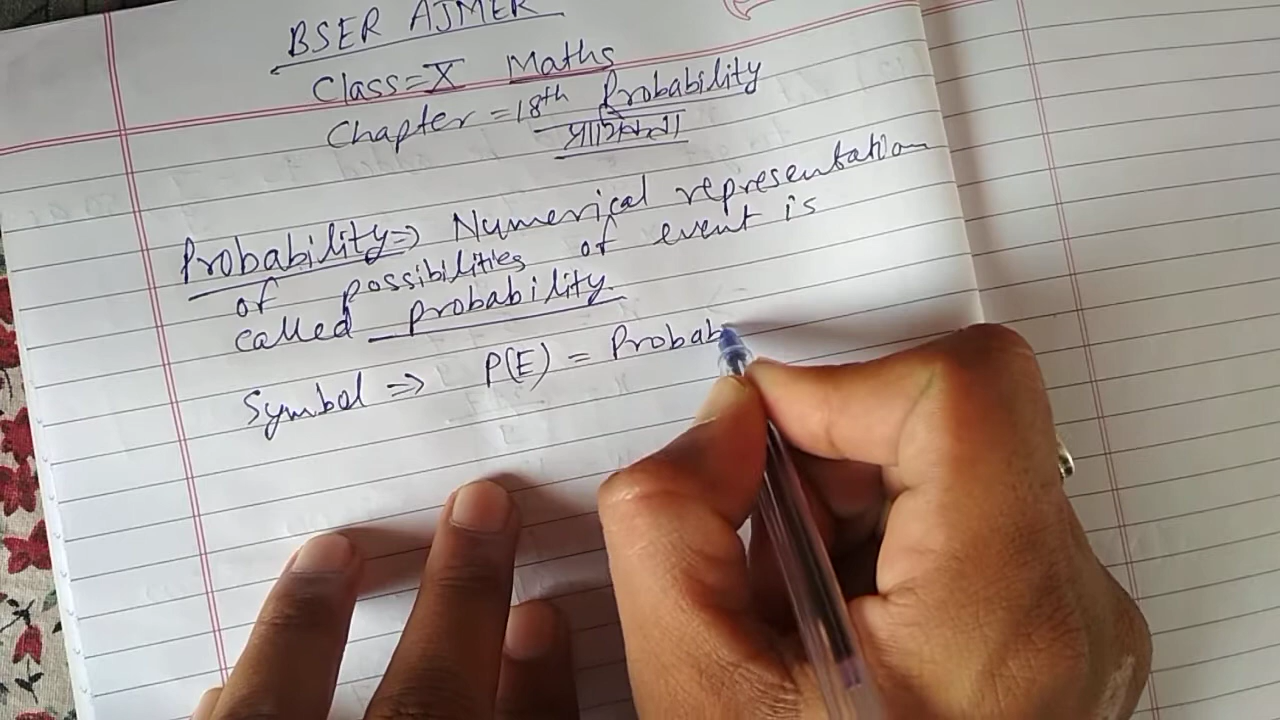 BSER AJMER
Class=X Maths
Chapter = 18th Probability
प्रायिकता
Probability=> Numerical representation
of possibilities of event is
called probability.
Symbol => P(E) = Probab